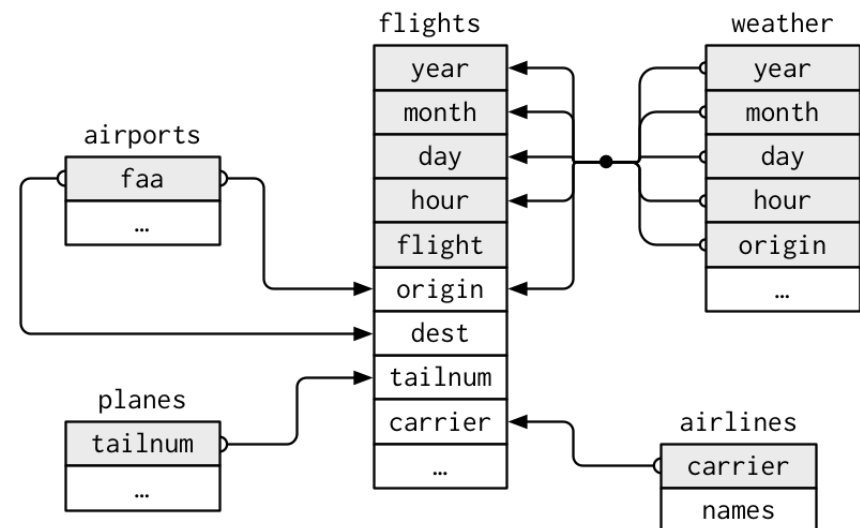 flights
year
month
day
hour
flight
origin
dest
tailnum
carrier
…
weather
year
month
day
hour
origin
…
airports
faa
…
planes
tailnum
…
airlines
carrier
names